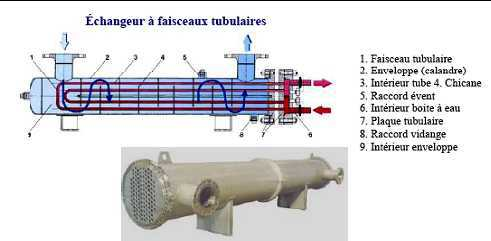 Échangeur à faisceaux tubulaires
1 2 3 4 5
9 8 7 6
1. Faisceau tubulaire
2. Enveloppe (calandre)
3. Intérieur tube 4. Chicane
5. Raccord évent
6. Intérieur boite à eau
7. Plaque tubulaire
8. Raccord vidange
9. Intérieur enveloppe